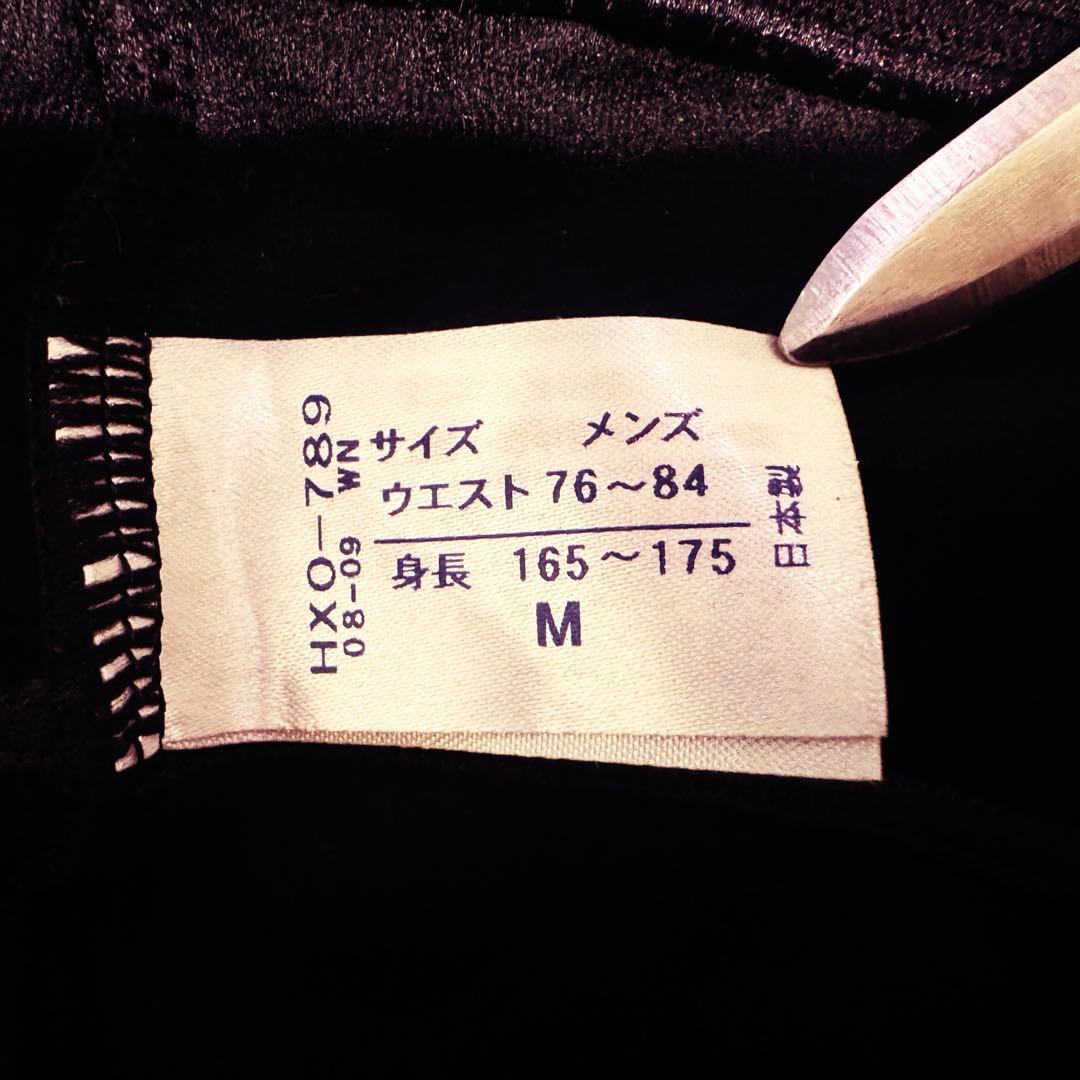 サイズ メンズ
ウエスト 76～84
身長 165～175
M
HXO-789
08-09 WN
日本製